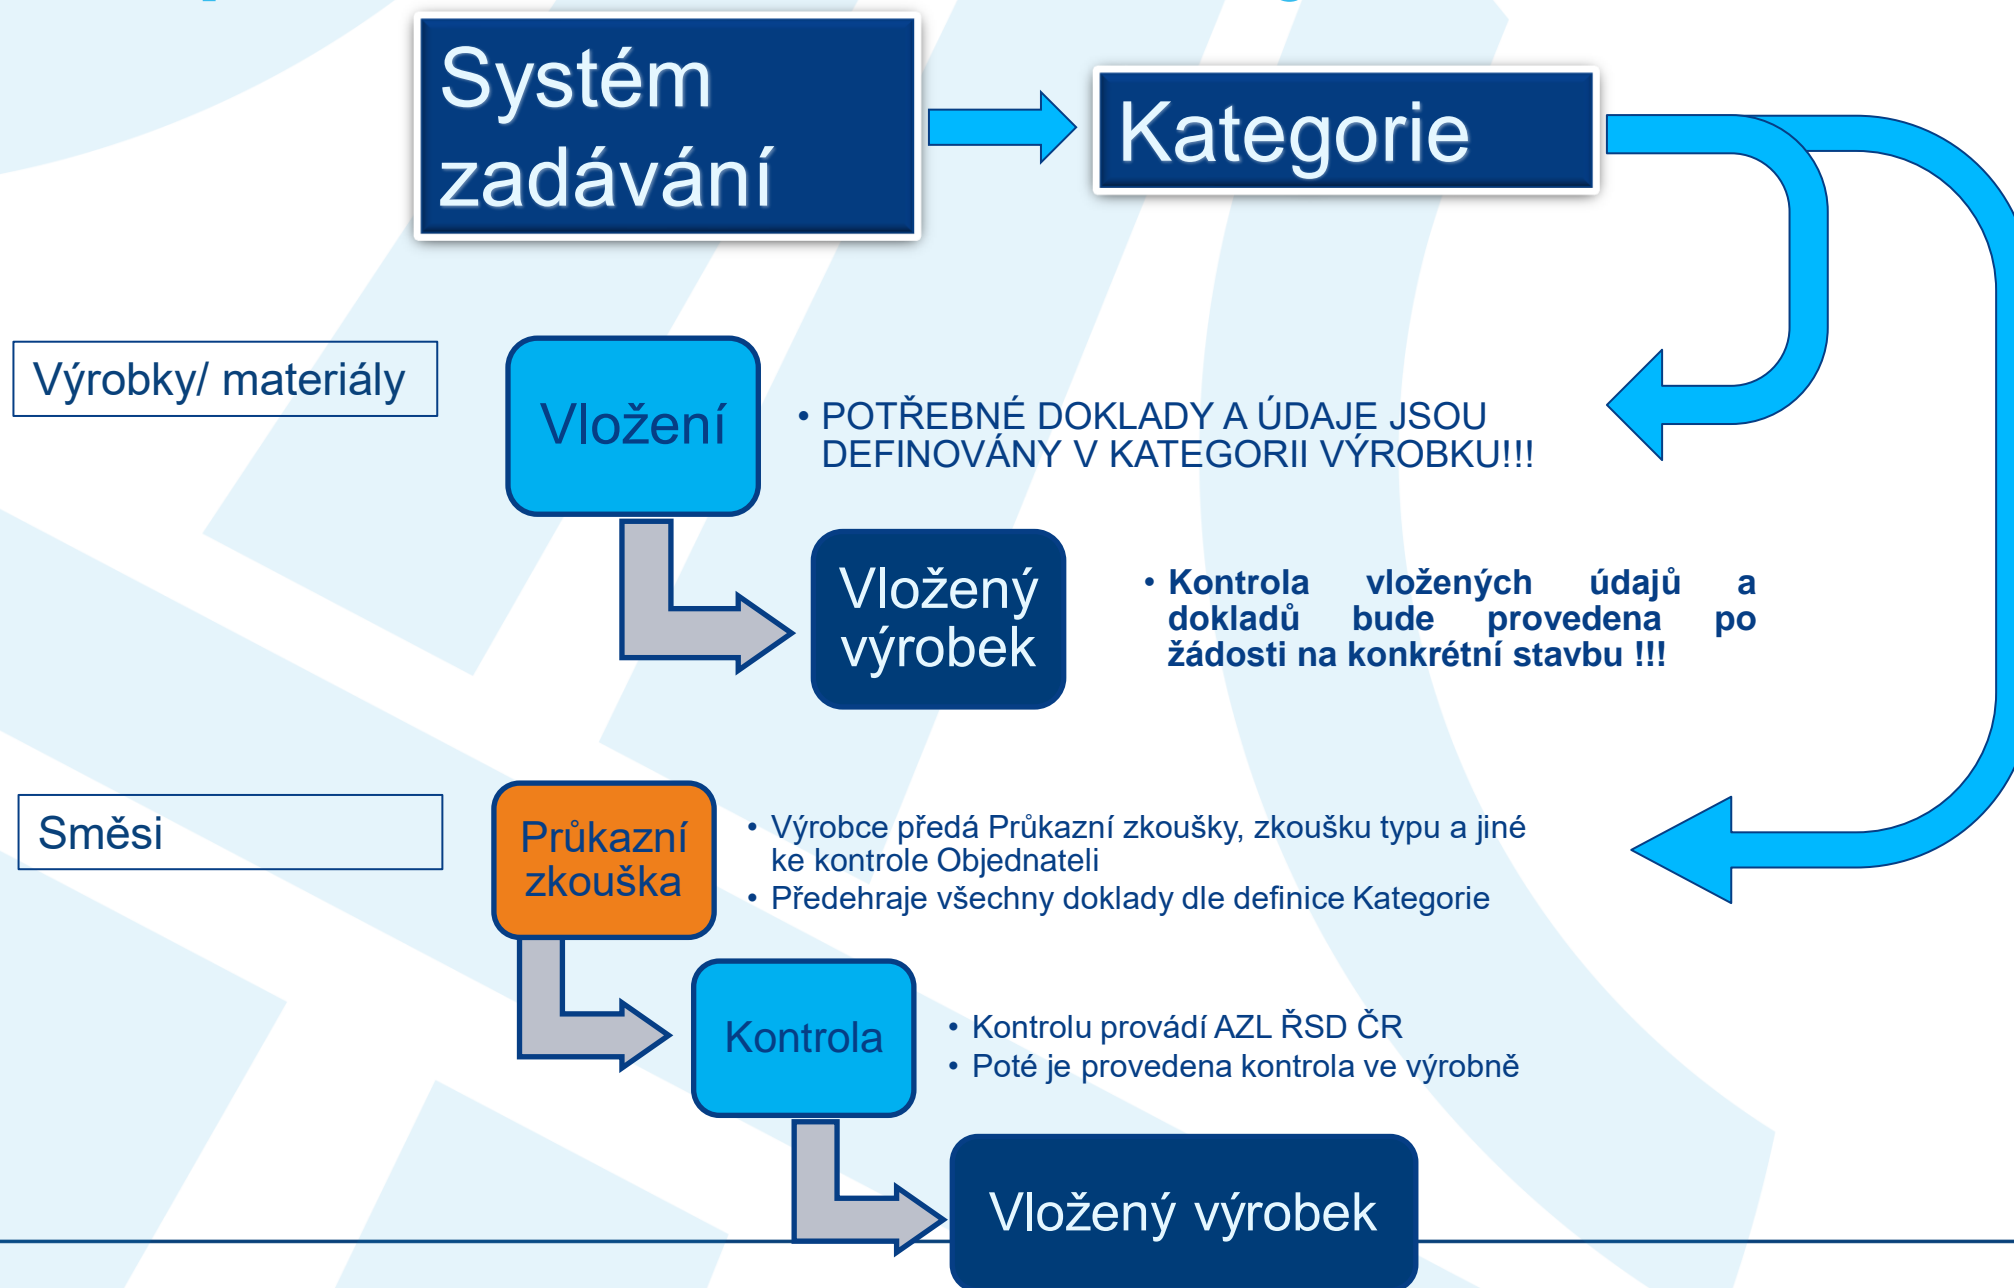 Systém
zadávání
Kategorie
Výrobky/ materiály
Vložení
• POTŘEBNÉ DOKLADY A ÚDAJE JSOU
DEFINOVÁNY V KATEGORII VÝROBKU!!!
Vložený
výrobek
• Kontrola vložených údajů a
dokladů bude provedena po
žádosti na konkrétní stavbu !!!
Směsi
Průkazní
zkouška
• Výrobce předá Průkazní zkoušky, zkoušku typu a jiné
ke kontrole Objednateli
• Předehraje všechny doklady dle definice Kategorie
Kontrola
• Kontrolu provádí AZL ŘSD ČR
• Poté je provedena kontrola ve výrobně
Vložený výrobek